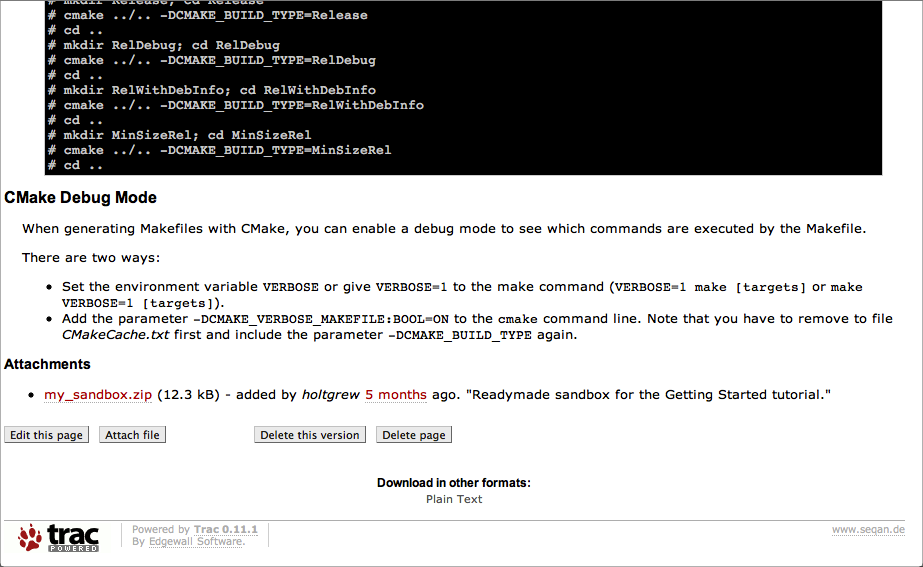 # mkdir Release; cd Release
# cmake ../.. -DCMAKE_BUILD_TYPE=Release
# cd ..
# mkdir RelDebug; cd RelDebug
# cmake ../.. -DCMAKE_BUILD_TYPE=RelDebug
# cd ..
# mkdir RelWithDebInfo; cd RelWithDebInfo
# cmake ../.. -DCMAKE_BUILD_TYPE=RelWithDebInfo
# cd ..
# mkdir MinSizeRel; cd MinSizeRel
# cmake ../.. -DCMAKE_BUILD_TYPE=MinSizeRel
# cd ..
CMake Debug Mode
When generating Makefiles with CMake, you can enable a debug mode to see which commands are executed by the Makefile.
There are two ways:
• Set the environment variable VERBOSE or give VERBOSE=1 to the make command (VERBOSE=1 make [targets] or make
VERBOSE=1 [targets]).
• Add the parameter -DCMAKE_VERBOSE_MAKEFILE:BOOL=ON to the cmake command line. Note that you have to remove to file
CMakeCache.txt first and include the parameter -DCMAKE_BUILD_TYPE again.
Attachments
• my_sandbox.zip (12.3 kB) - added by holtgrew 5 months ago. "Readymade sandbox for the Getting Started tutorial."
Edit this page Attach file Delete this version Delete page
Download in other formats:
Plain Text
trac POWERED
Powered by Trac 0.11.1
By Edgewall Software.
www.seqan.de